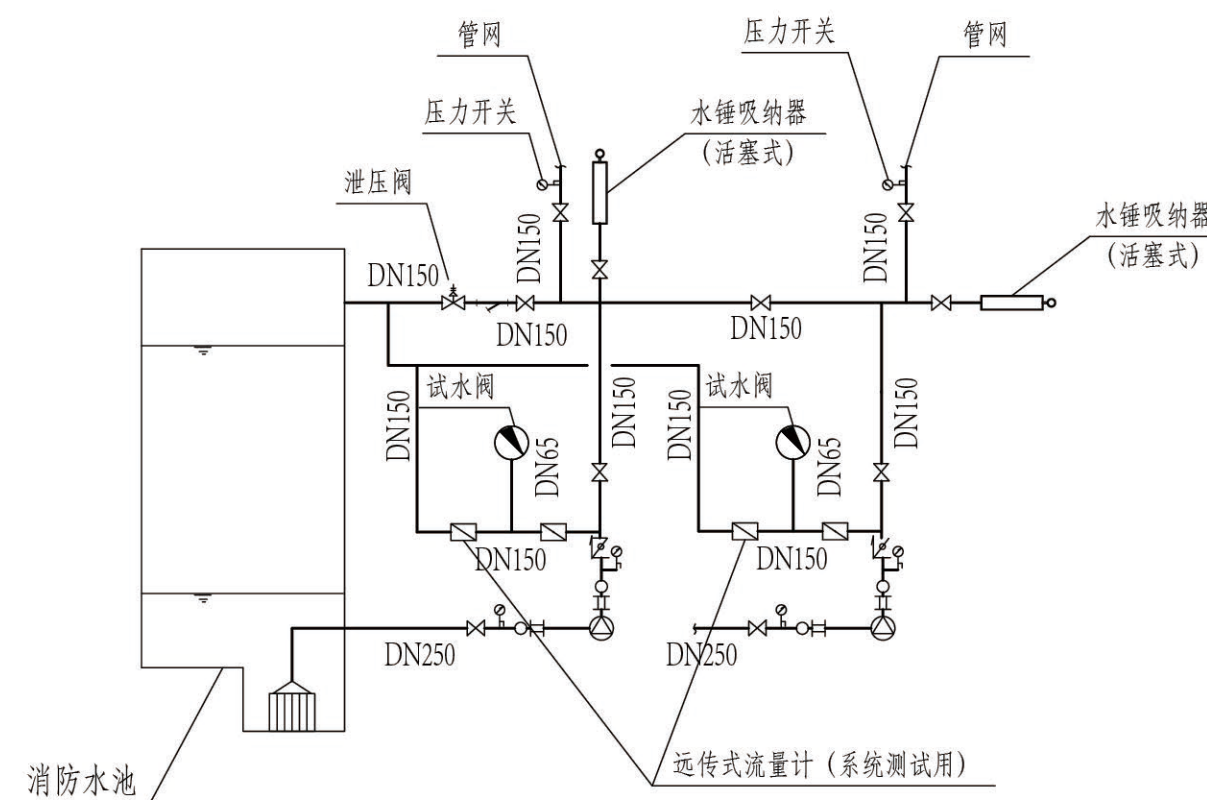 管网
压力开关
管网
压力开关
水锤吸纳器
（活塞式）
泄压阀
水锤吸纳器
（活塞式）
DN150
DN150
DN150
DN150
DN150
试水阀
试水阀
DN150
DN150
DN150
DN150
DN65
DN65
DN150
DN150
DN250
DN250
远传式流量计（系统测试用）
消防水池